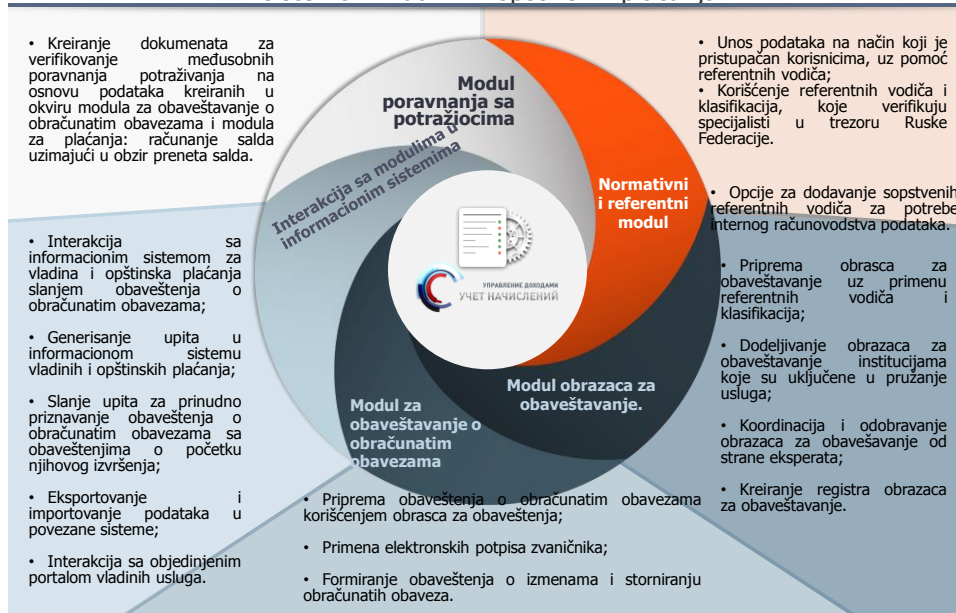 • Kreiranje dokumenata za
verifikovanje međusobnih
poravnanja potraživanja na
osnovu podataka kreiranih u
okviru modula za obaveštavanje o
obračunatim obavezama i modula
za plaćanja: računanje salda
uzimajući u obzir preneta salda.
Modul
poravnanja sa
potražiocima
• Unos podataka na način koji je
pristupačan korisnicima, uz pomoć
referentnih vodiča;
• Korišćenje referentnih vodiča i
klasifikacija, koje verifikuju
specijalisti u trezoru Ruske
Federacije.
• Opcije za dodavanje sopstvenih
referentnih vodiča za potrebe
internog računovodstva podataka.
Interakcija sa modulima u
informacionim sistemima
Normativni
i referentni
modul
УПРАВЛЕНИЕ ДОХОДАМИ
УЧЕТ НАЧИСЛЕНИЙ
• Interakcija sa
informacionim sistemom za
vladina i opštinska plaćanja
slanjem obaveštenja o
obračunatim obavezama;
• Generisanje upita u
informacionom sistemu
vladinih i opštinskih plaćanja;
• Slanje upita za prinudno
priznavanje obaveštenja o
obračunatim obavezama sa
obaveštenjima o početku
njihovog izvršenja;
• Eksportovanje i
importovanje podataka u
povezane sisteme;
• Interakcija sa objedinjenim
portalom vladinih usluga.
Modul za
obaveštavanje o
obračunatim
obavezama
Modul obrazaca za
obaveštavanje.
• Priprema obrasca za
obaveštavanje uz primenu
referentnih vodiča i
klasifikacija;
• Dodeljivanje obrazaca za
obaveštavanje institucijama
koje su uključene u pružanje
usluga;
• Koordinacija i odobravanje
obrazaca za obavešavanje od
strane eksperata;
• Kreiranje registra obrazaca
za obaveštavanje.
• Priprema obaveštenja o obračunatim obavezama
korišćenjem obrasca za obaveštenja;
• Primena elektronskih potpisa zvaničnika;
• Formiranje obaveštenja o izmenama i storniranju
obračunatih obaveza.